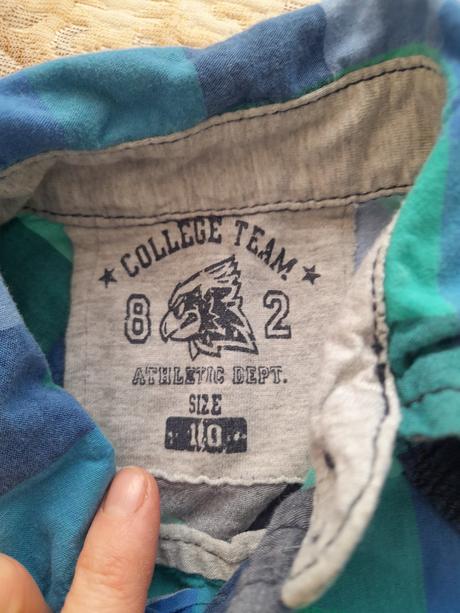 ★ COLLEGE TEAM ★
8 2
ATHLETIC DEPT.
SIZE
10